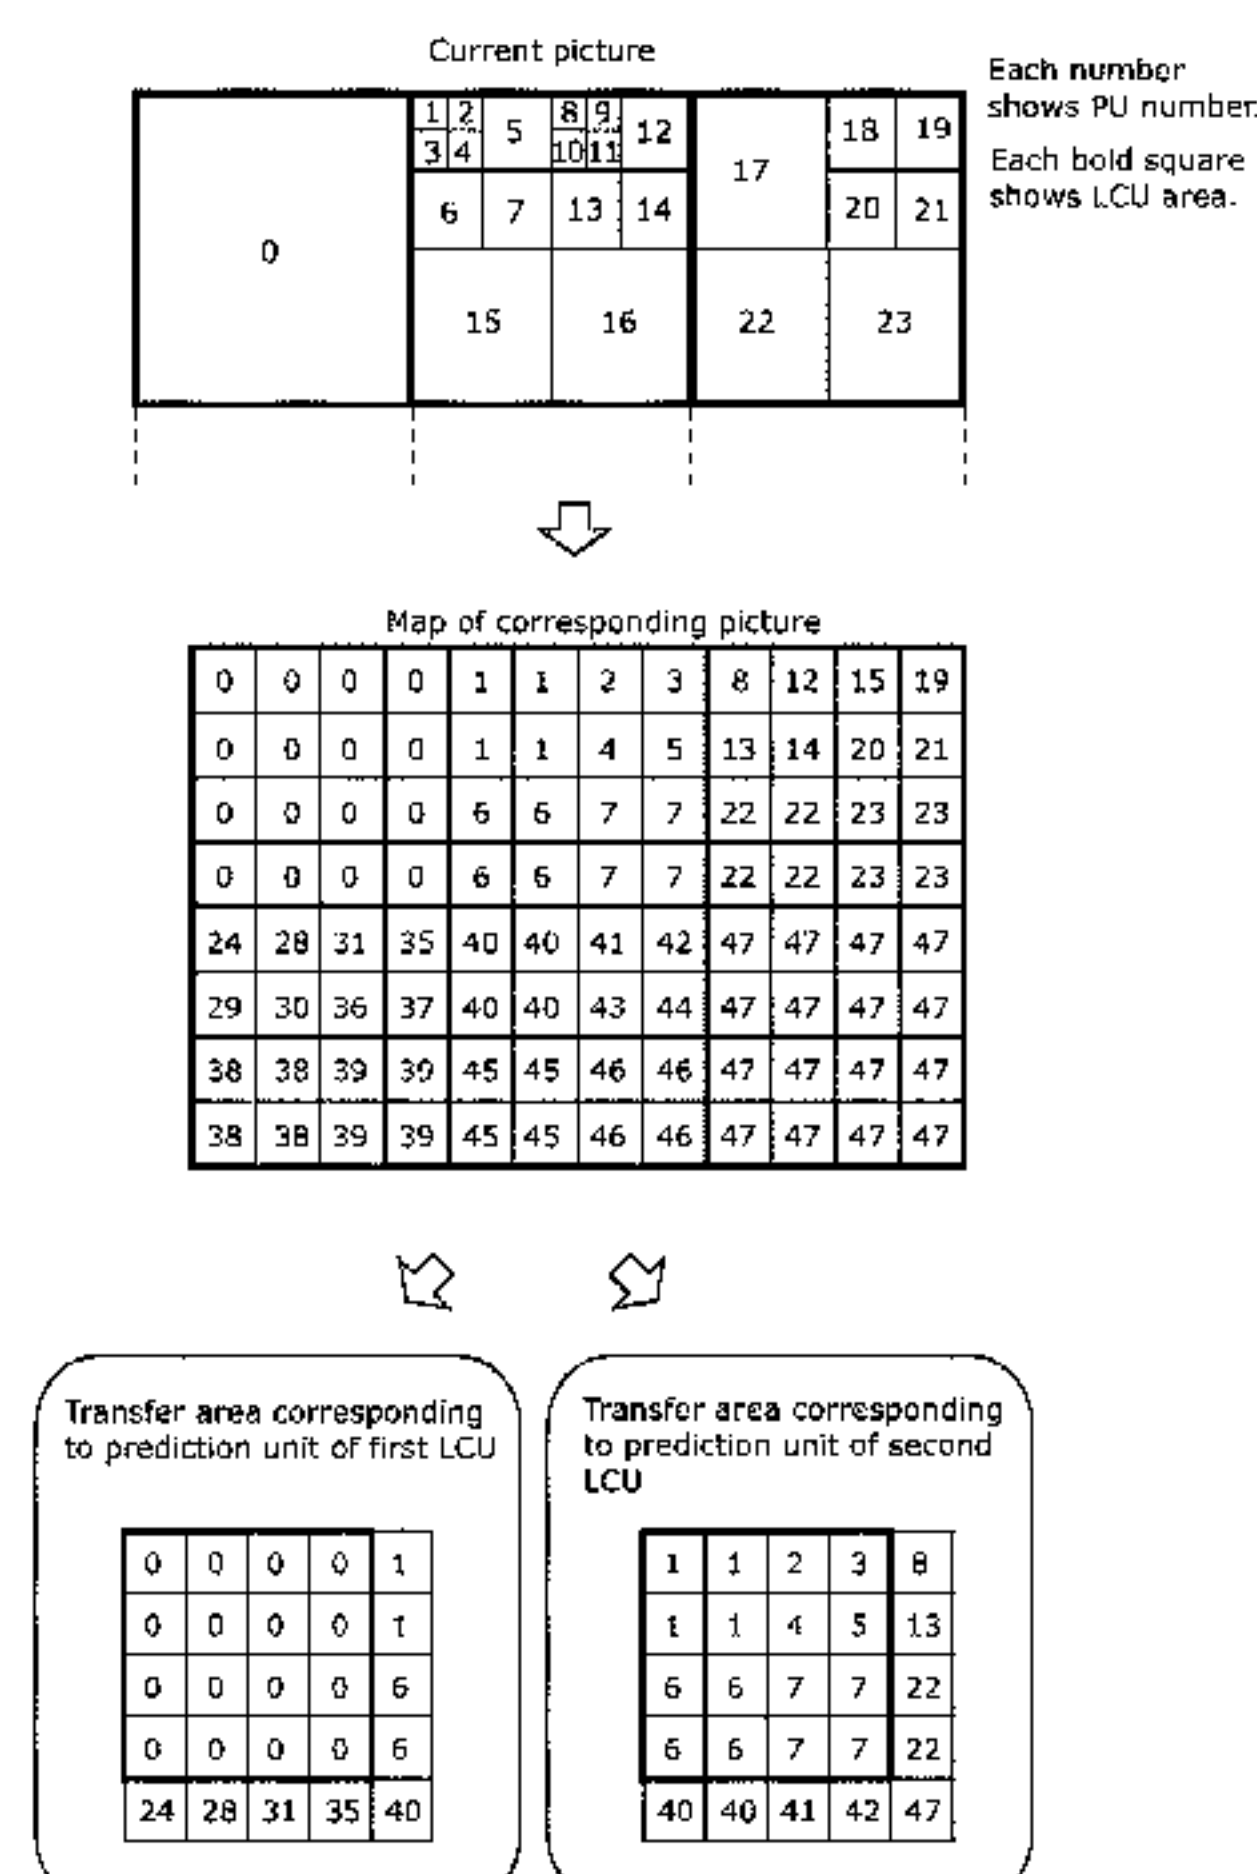 Current picture
Each number
shows PU number.
Each bold square
shows LCU area.
1 2 5 8 9 12 17 18 19
3 4 10 11
0 6 7 13 14 20 21
15 16 22 23
Map of corresponding picture
0 0 0 0 1 1 2 3 8 12 15 19
0 0 0 0 1 1 4 5 13 14 20 21
0 0 0 0 6 6 7 7 22 22 23 23
0 0 0 0 6 6 7 7 22 22 23 23
24 28 31 35 40 40 41 42 47 47 47 47
29 30 36 37 40 40 43 44 47 47 47 47
38 38 39 39 45 45 46 46 47 47 47 47
38 38 39 39 45 45 46 46 47 47 47 47
Transfer area corresponding
to prediction unit of first LCU
0 0 0 0 1
0 0 0 0 1
0 0 0 0 6
0 0 0 0 6
24 28 31 35 40
Transfer area corresponding
to prediction unit of second
LCU
1 1 2 3 8
1 1 4 5 13
6 6 7 7 22
6 6 7 7 22
40 40 41 42 47